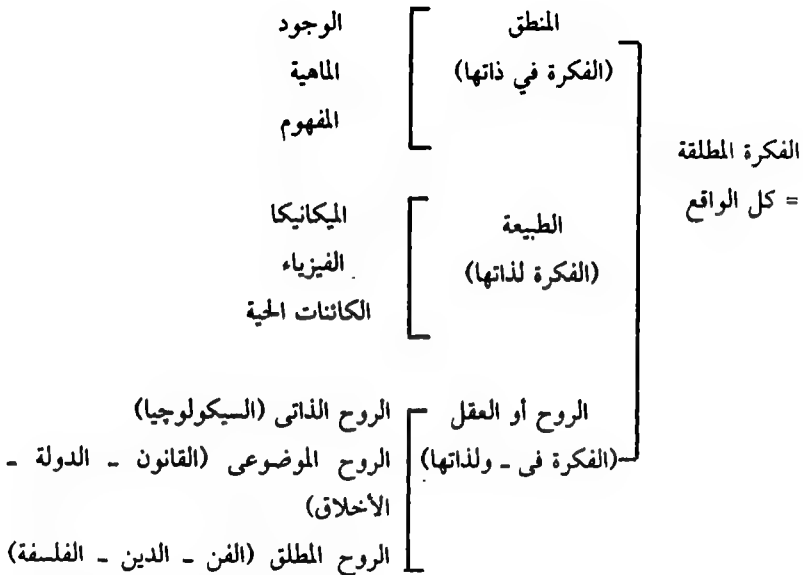 الفكرة المطلقة
= كل الواقع
المنطق
(الفكرة في ذاتها)
الوجود
الماهية
المفهوم
الطبيعة
(الفكرة لذاتها)
الميكانيكا
الفيزياء
الكائنات الحية
الروح أو العقل
(الفكرة فى ـ ولذاتها)
الروح الذاتى (السيكولوجيا)
الروح الموضوعى (القانون ـ الدولة ـ
الأخلاق)
الروح المطلق (الفن ـ الدين ـ الفلسفة)